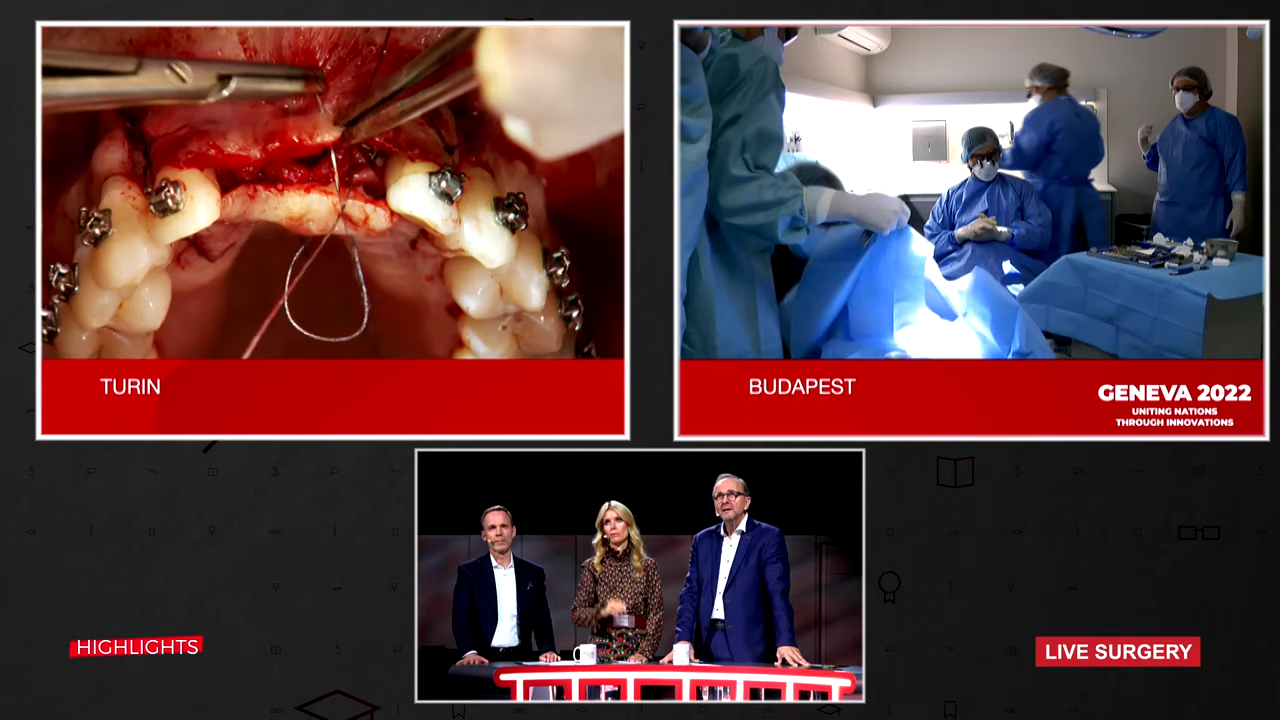 TURIN
BUDAPEST
GENEVA 2022
UNITING NATIONS
THROUGH INNOVATIONS
HIGHLIGHTS
LIVE SURGERY